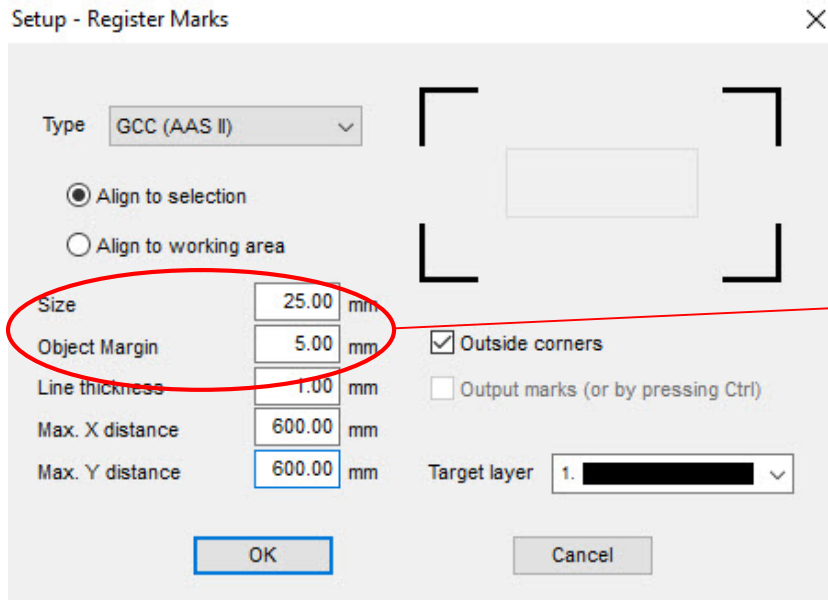 Setup - Register Marks
Type GCC (AAS II)
Align to selection
Align to working area
Size 25.00 mm
Object Margin 5.00 mm
Line thickness 1.00 mm
Max. X distance 600.00 mm
Max. Y distance 600.00 mm
Outside corners
Output marks (or by pressing Ctrl)
Target layer 1.
OK Cancel